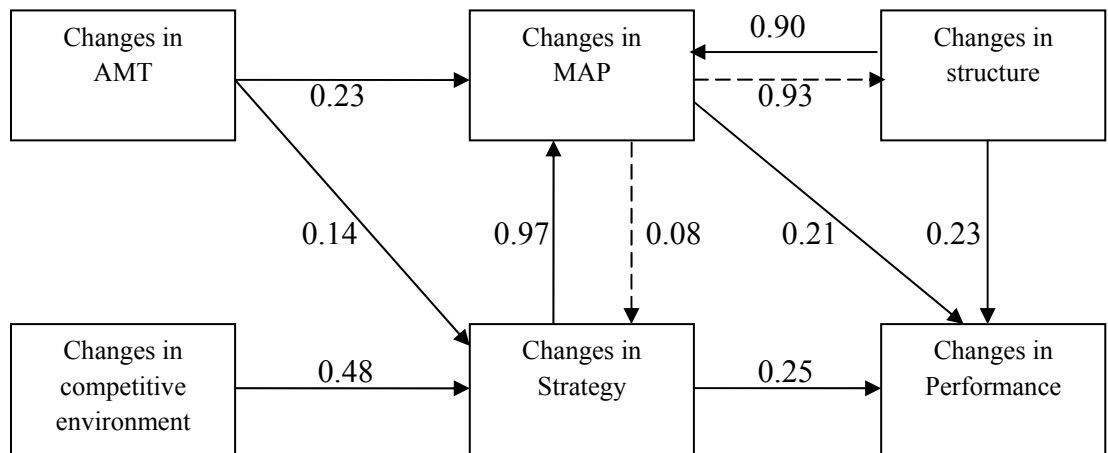 Changes in
AMT
Changes in
MAP
Changes in
structure
0.90
0.93
0.23
0.14
0.97
0.08
0.21
0.23
Changes in
competitive
environment
0.48
Changes in
Strategy
0.25
Changes in
Performance